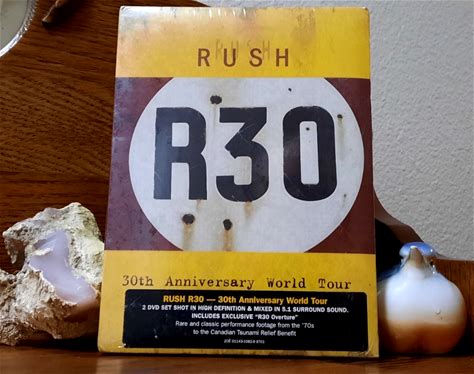 RUSH
R30
30th Anniversary World Tour
RUSH R30 — 30th Anniversary World Tour
2 DVD SET SHOT IN HIGH DEFINITION & MIXED IN 5.1 SURROUND SOUND.
INCLUDES EXCLUSIVE "R30 Overture"
Rare and classic performance footage from the '70s
to the Canadian Tsunami Relief Benefit